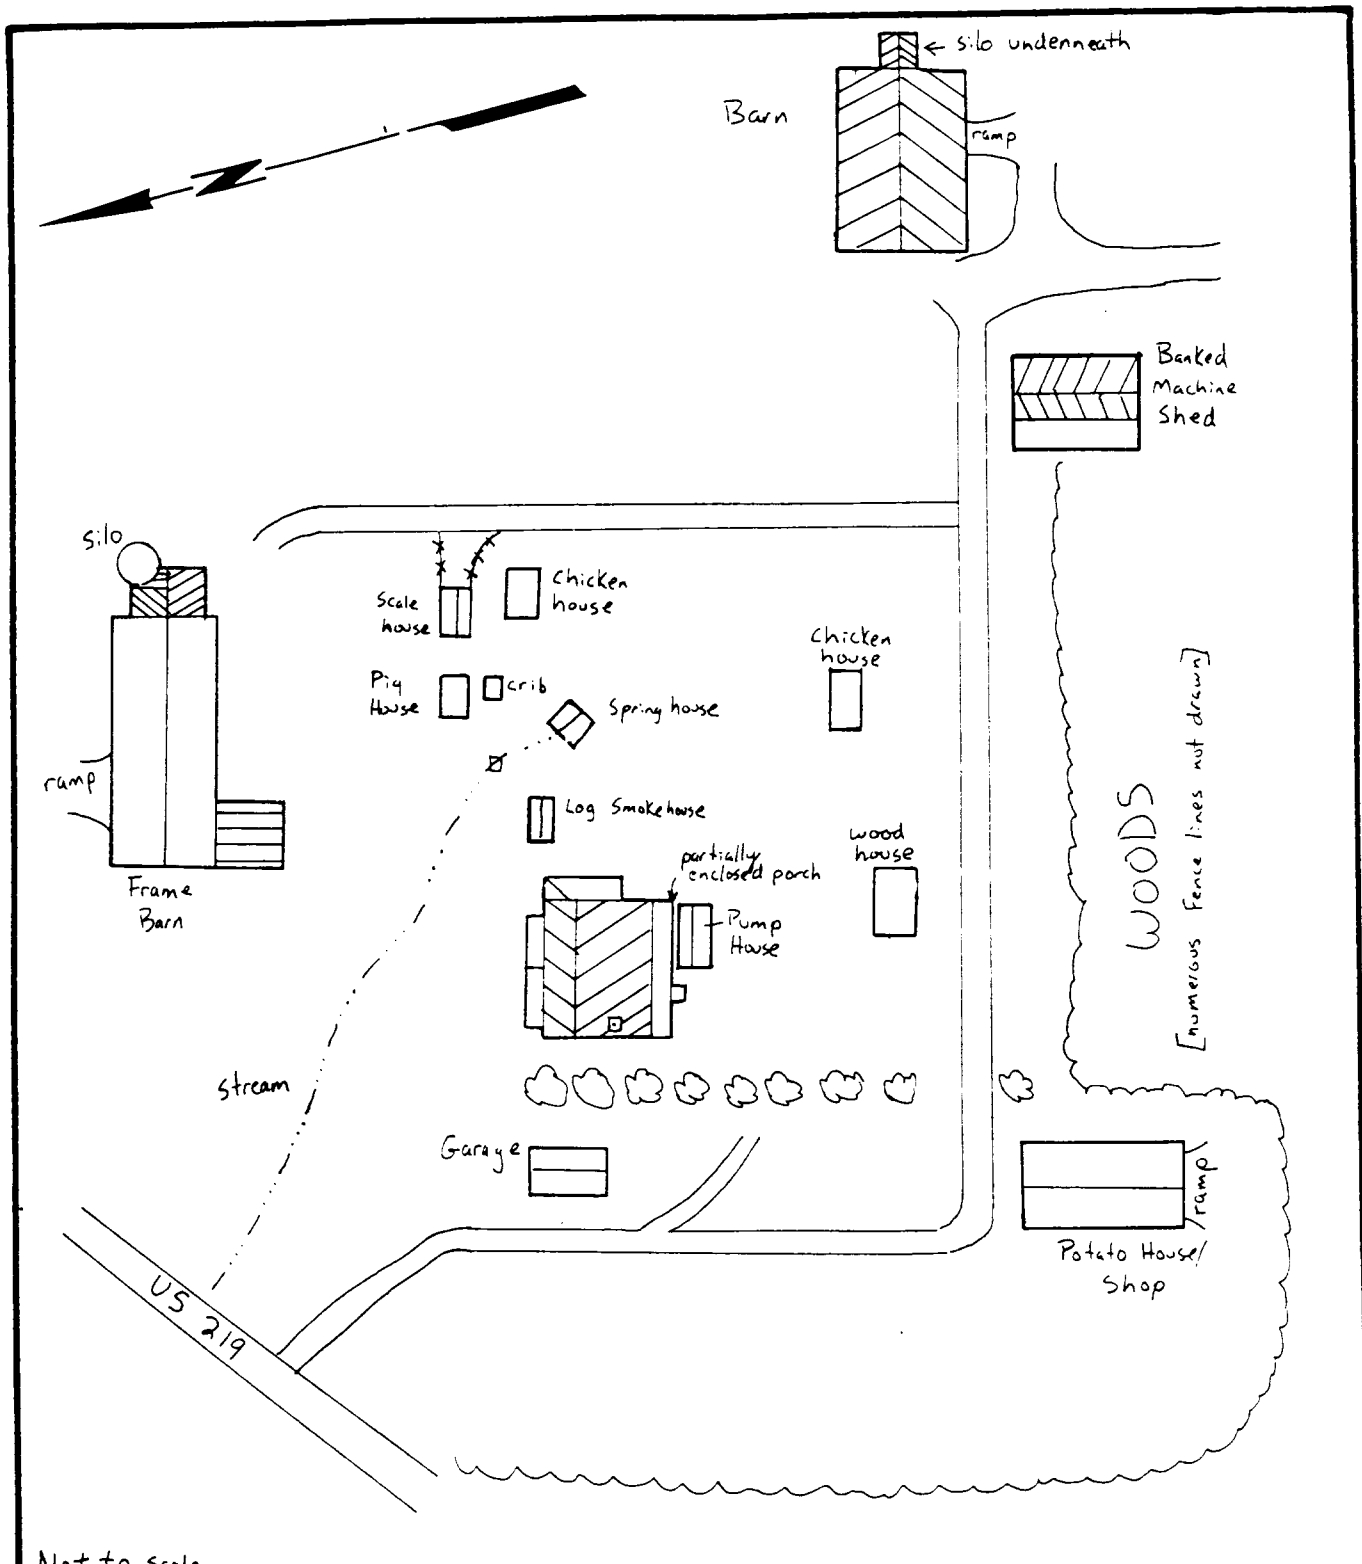 ← silo underneath
Barn
ramp
N
Banked
Machine
Shed
Silo
Chicken
house
Scale
house
Chicken
house
Pig
House
crib
Spring house
ramp
Log Smokehouse
wood
house
partially
enclosed porch
Pump
House
Frame
Barn
WOODS
[numerous Fence lines not drawn]
Stream
Garage
ramp
Potato House/
Shop
US 219
Not to scale